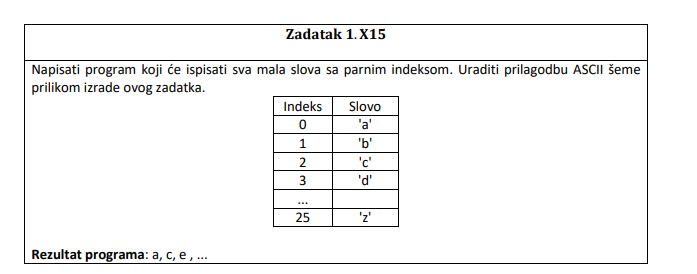 Zadatak 1.X15
Napisati program koji će ispisati sva mala slova sa parnim indeksom. Uraditi prilagodbu ASCII šeme
prilikom izrade ovog zadatka.
Indeks Slovo
0 'a'
1 'b'
2 'c'
3 'd'
...
25 'z'
Rezultat programa: a, c, e , ...